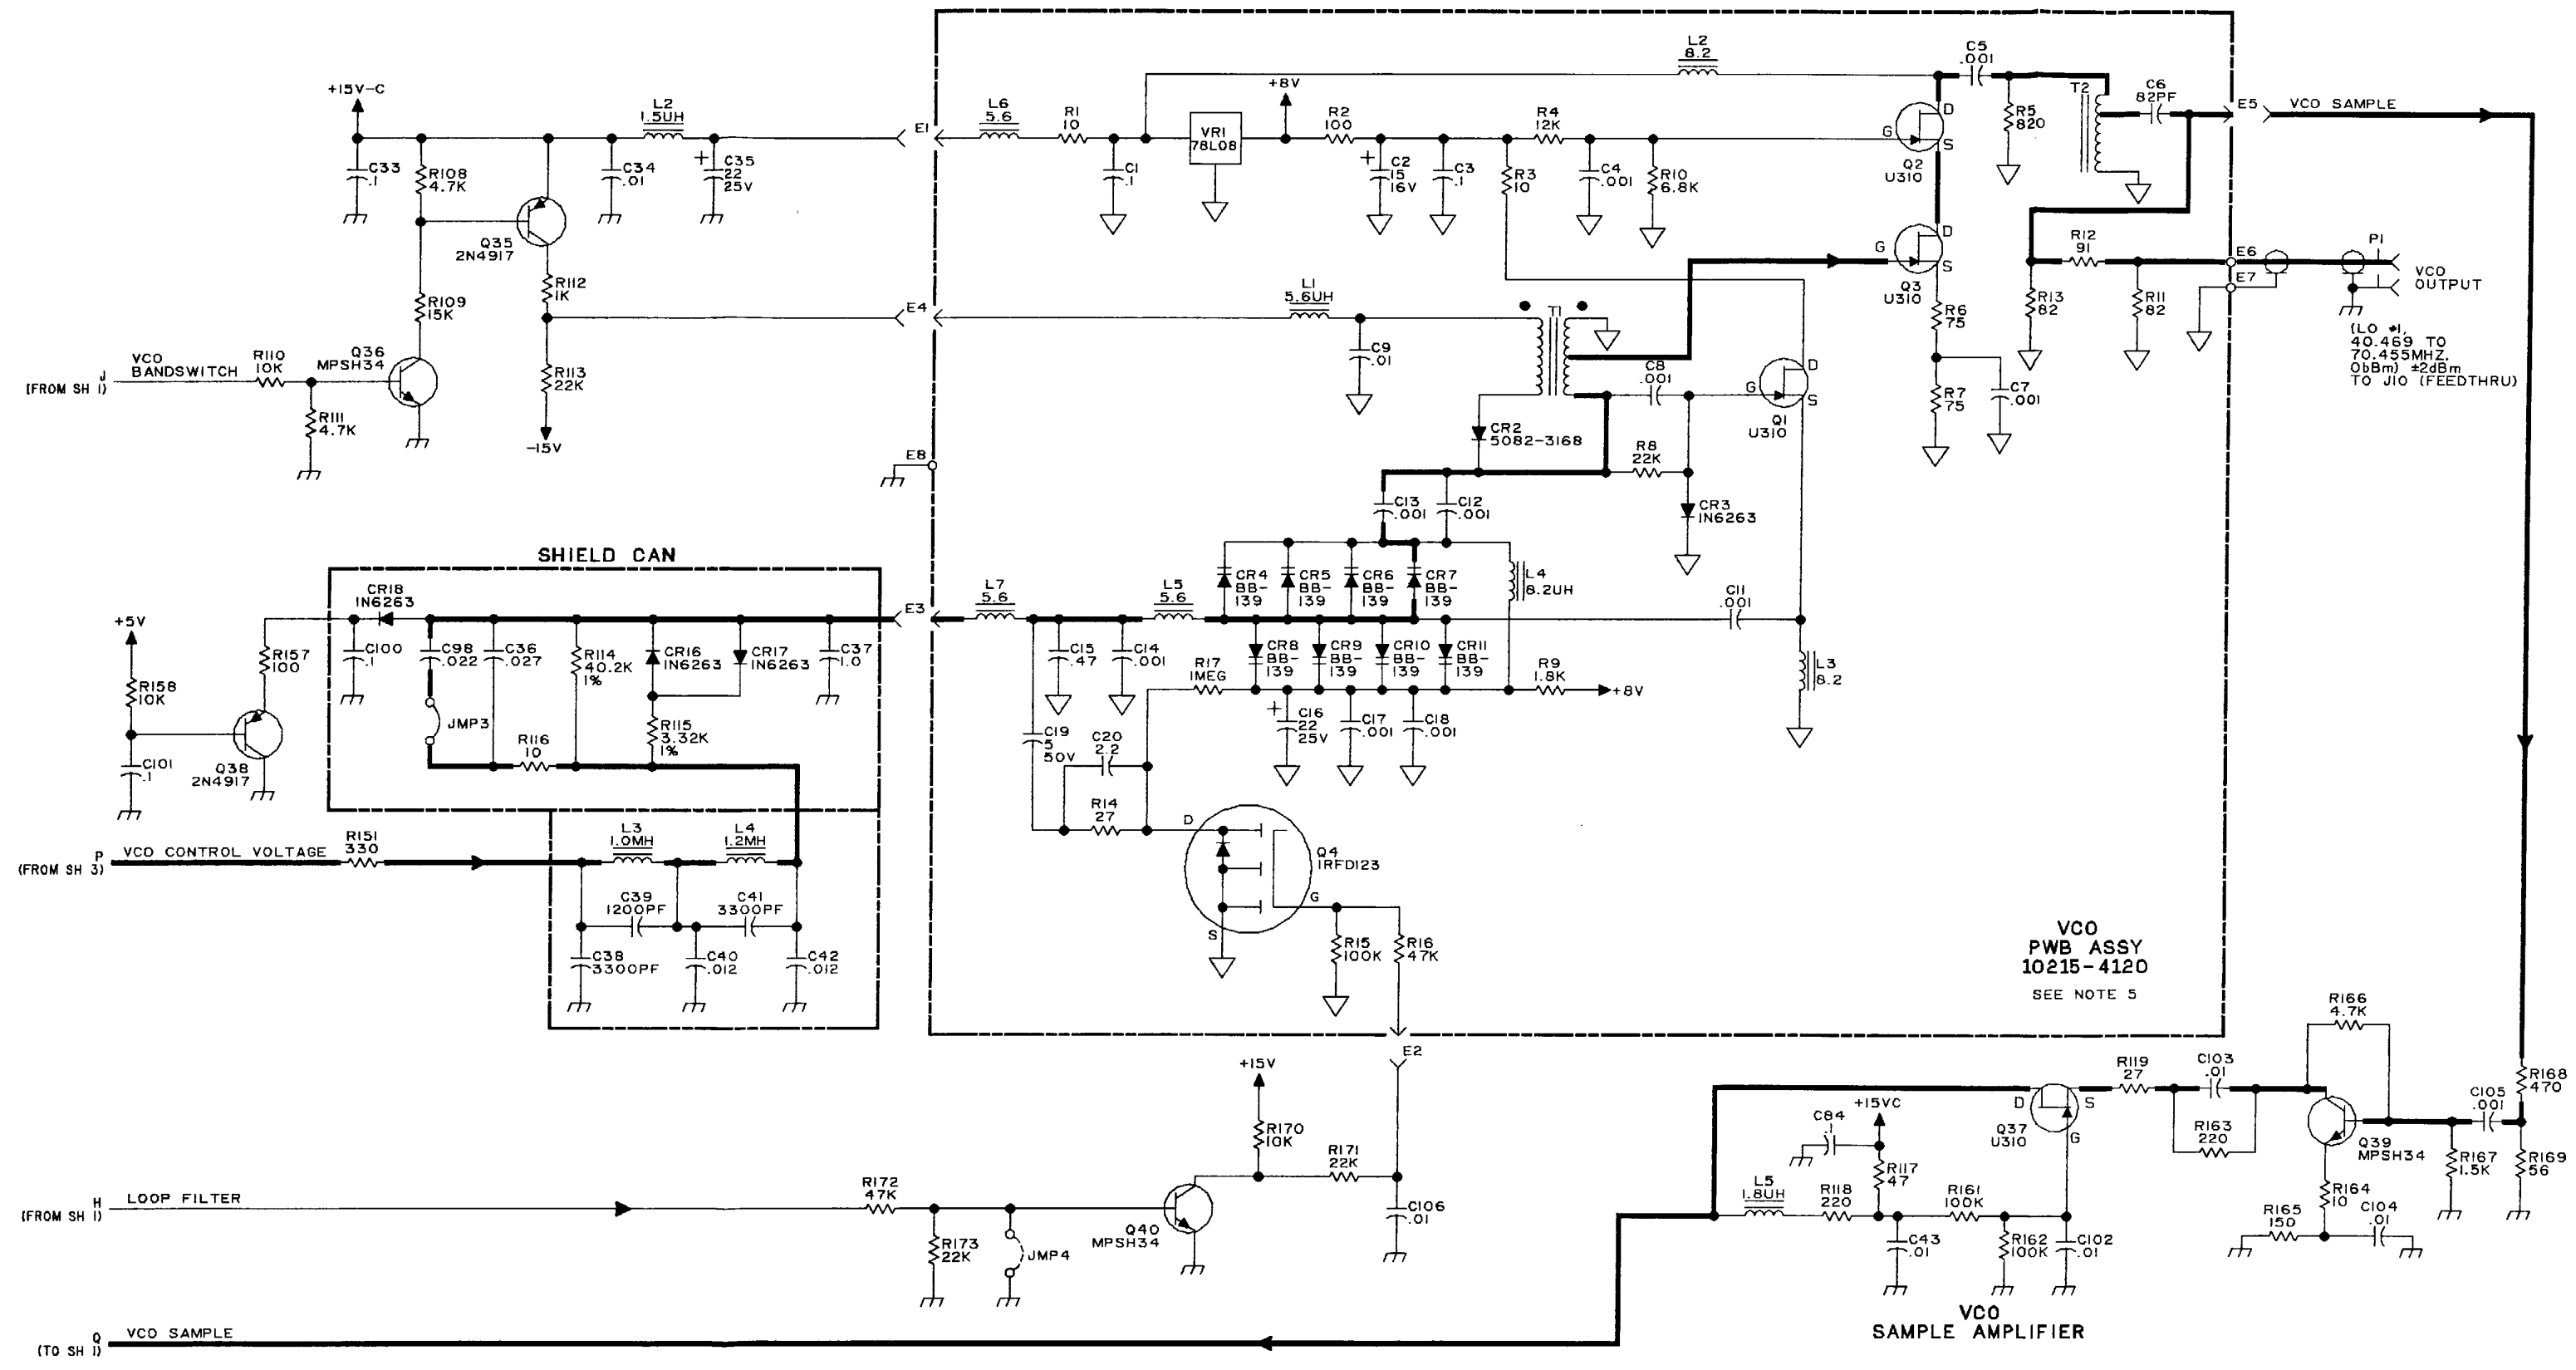 +15V-C
C33
.1
R108
4.7K
Q35
2N4917
C34
.01
L2
1.5UH
+
C35
22
25V
E1
R112
1K
R109
15K
E4
J
(FROM SH 1)
VCO
BANDSWITCH
R110
10K
Q36
MPSH34
R111
4.7K
R113
22K
-15V
E8
L6
5.6
R1
10
C1
.1
VR1
78L08
+8V
R2
100
+
C2
15
16V
C3
.1
R3
10
R4
12K
C4
.001
R10
6.8K
L2
8.2
G
D
S
Q2
U310
C5
.001
R5
820
T2
C6
82PF
E5
VCO SAMPLE
G
D
S
Q3
U310
R6
75
R7
75
C7
.001
R12
91
R13
82
R11
82
E6
E7
P1
VCO
OUTPUT
(LO #1,
40.469 TO
70.455MHZ,
0bBm) ±2dBm
TO J10 (FEEDTHRU)
L1
5.6UH
C9
.01
T1
C8
.001
G
D
S
Q1
U310
CR2
5082-3168
R8
22K
CR3
1N6263
C13
.001
C12
.001
CR4
BB-
139
CR5
BB-
139
CR6
BB-
139
CR7
BB-
139
L4
8.2UH
C11
.001
L3
8.2
CR8
BB-
139
CR9
BB-
139
CR10
BB-
139
CR11
BB-
139
R17
1MEG
R9
1.8K
+8V
+
C16
22
25V
C17
.001
C18
.001
SHIELD CAN
CR18
1N6263
E3
L7
5.6
L5
5.6
C15
.47
C14
.001
+5V
R157
100
R158
10K
C101
.1
Q38
2N4917
C100
.1
C98
.022
C36
.027
JMP3
R116
10
R114
40.2K
1%
CR16
1N6263
CR17
1N6263
R115
3.32K
1%
C37
1.0
C19
5
50V
C20
2.2
R14
27
D
S
G
Q4
IRFD123
R15
100K
R16
47K
P
(FROM SH 3)
VCO CONTROL VOLTAGE
R151
330
L3
1.0MH
L4
1.2MH
C39
1200PF
C41
3300PF
C38
3300PF
C40
.012
C42
.012
VCO
PWB ASSY
10215-4120
SEE NOTE 5
E2
+15V
R170
10K
R171
22K
C106
.01
H
(FROM SH 1)
LOOP FILTER
R172
47K
R173
22K
JMP4
Q40
MPSH34
Q
(TO SH 1)
VCO SAMPLE
C84
.1
+15VC
R117
47
L5
1.8UH
R118
220
C43
.01
R161
100K
R162
100K
C102
.01
D
S
G
Q37
U310
R119
27
C103
.01
R163
220
R166
4.7K
Q39
MPSH34
C105
.001
R168
470
R167
1.5K
R169
56
R164
10
R165
150
C104
.01
VCO
SAMPLE AMPLIFIER